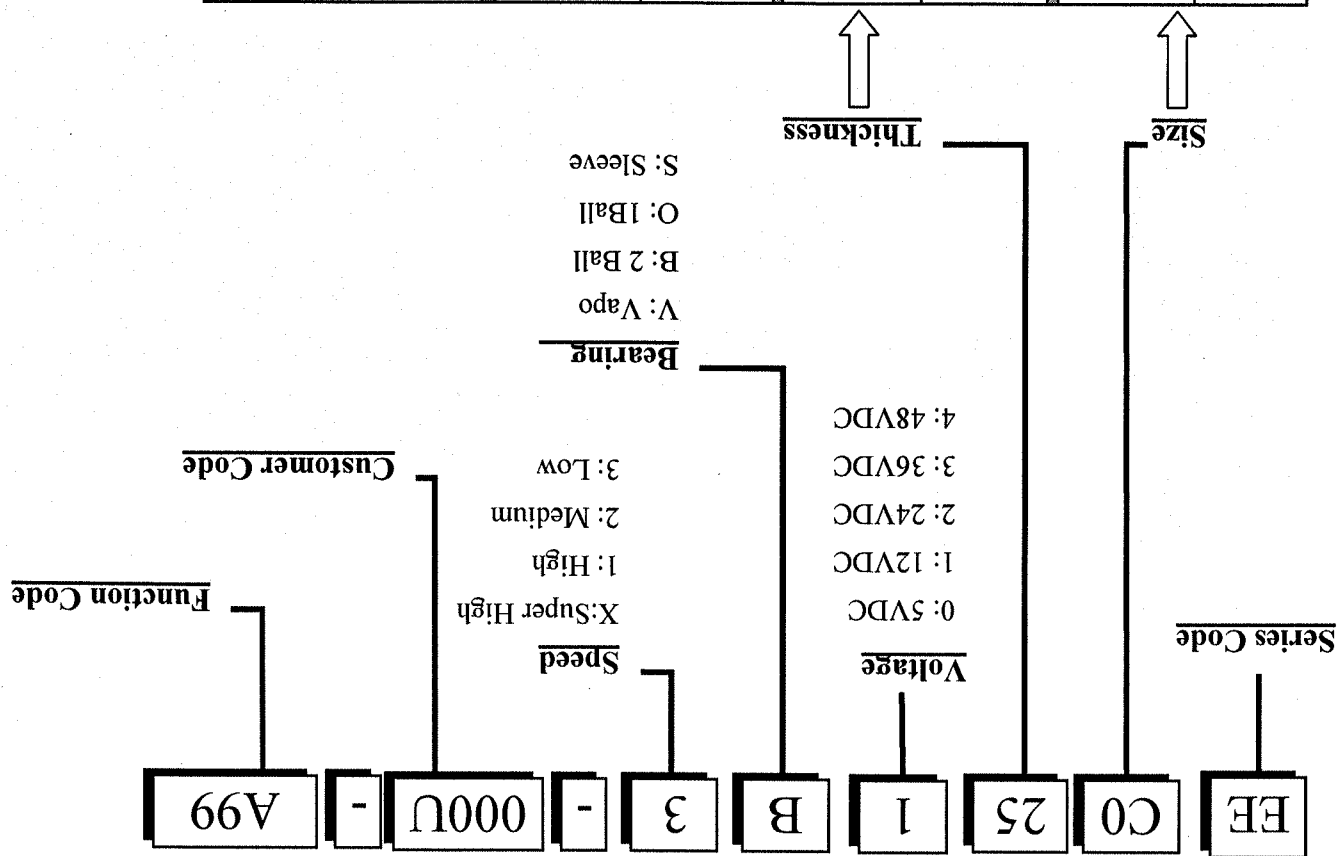 EE C0 25 1 B 3 - 000U - A99
Series Code
Voltage
0: 5VDC
1: 12VDC
2: 24VDC
3: 36VDC
4: 48VDC
Speed
X:Super High
1: High
2: Medium
3: Low
Function Code
Customer Code
Bearing
V: Vapo
B: 2 Ball
O: 1Ball
S: Sleeve
Size
Thickness